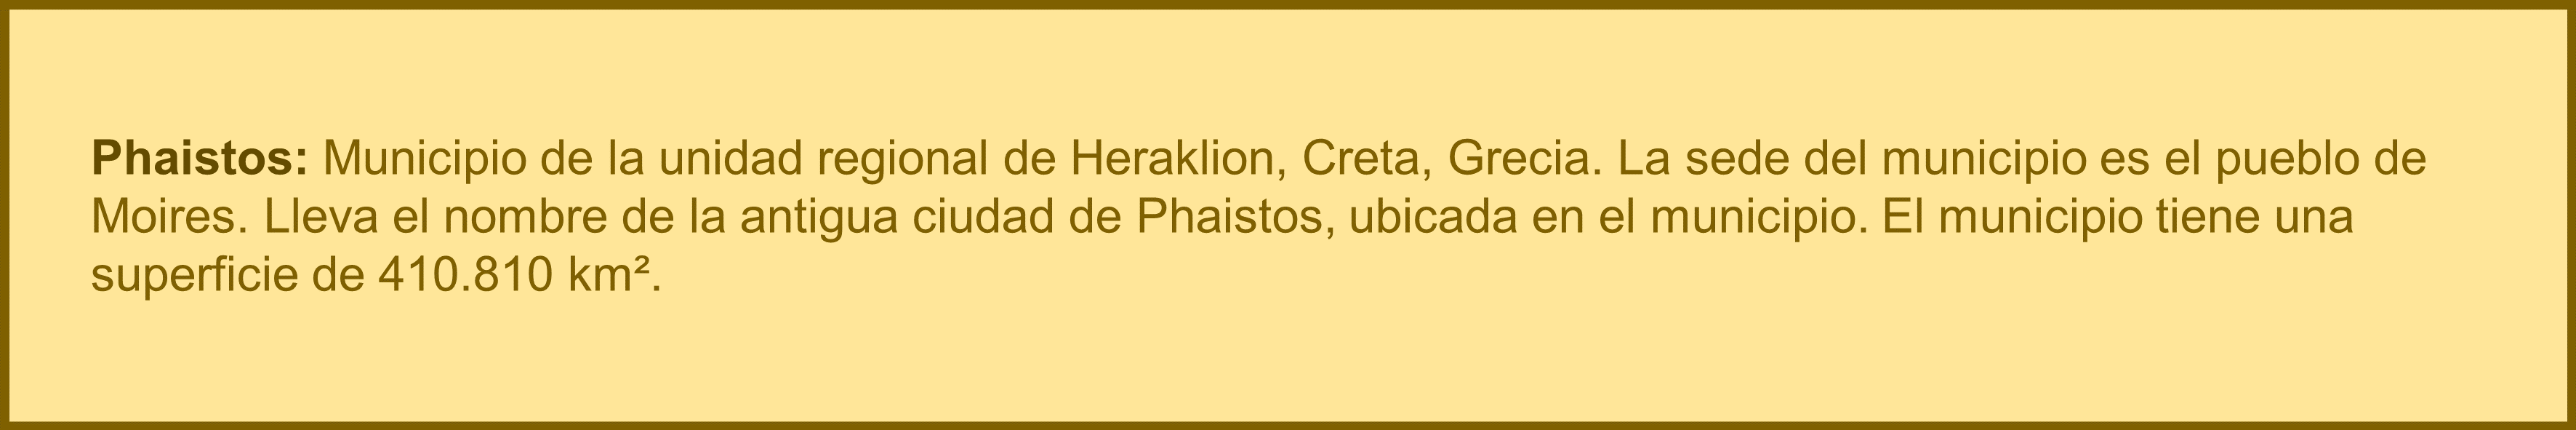 Phaistos: Municipio de la unidad regional de Heraklion, Creta, Grecia. La sede del municipio es el pueblo de
Moires. Lleva el nombre de la antigua ciudad de Phaistos, ubicada en el municipio. El municipio tiene una
superficie de 410.810 km².